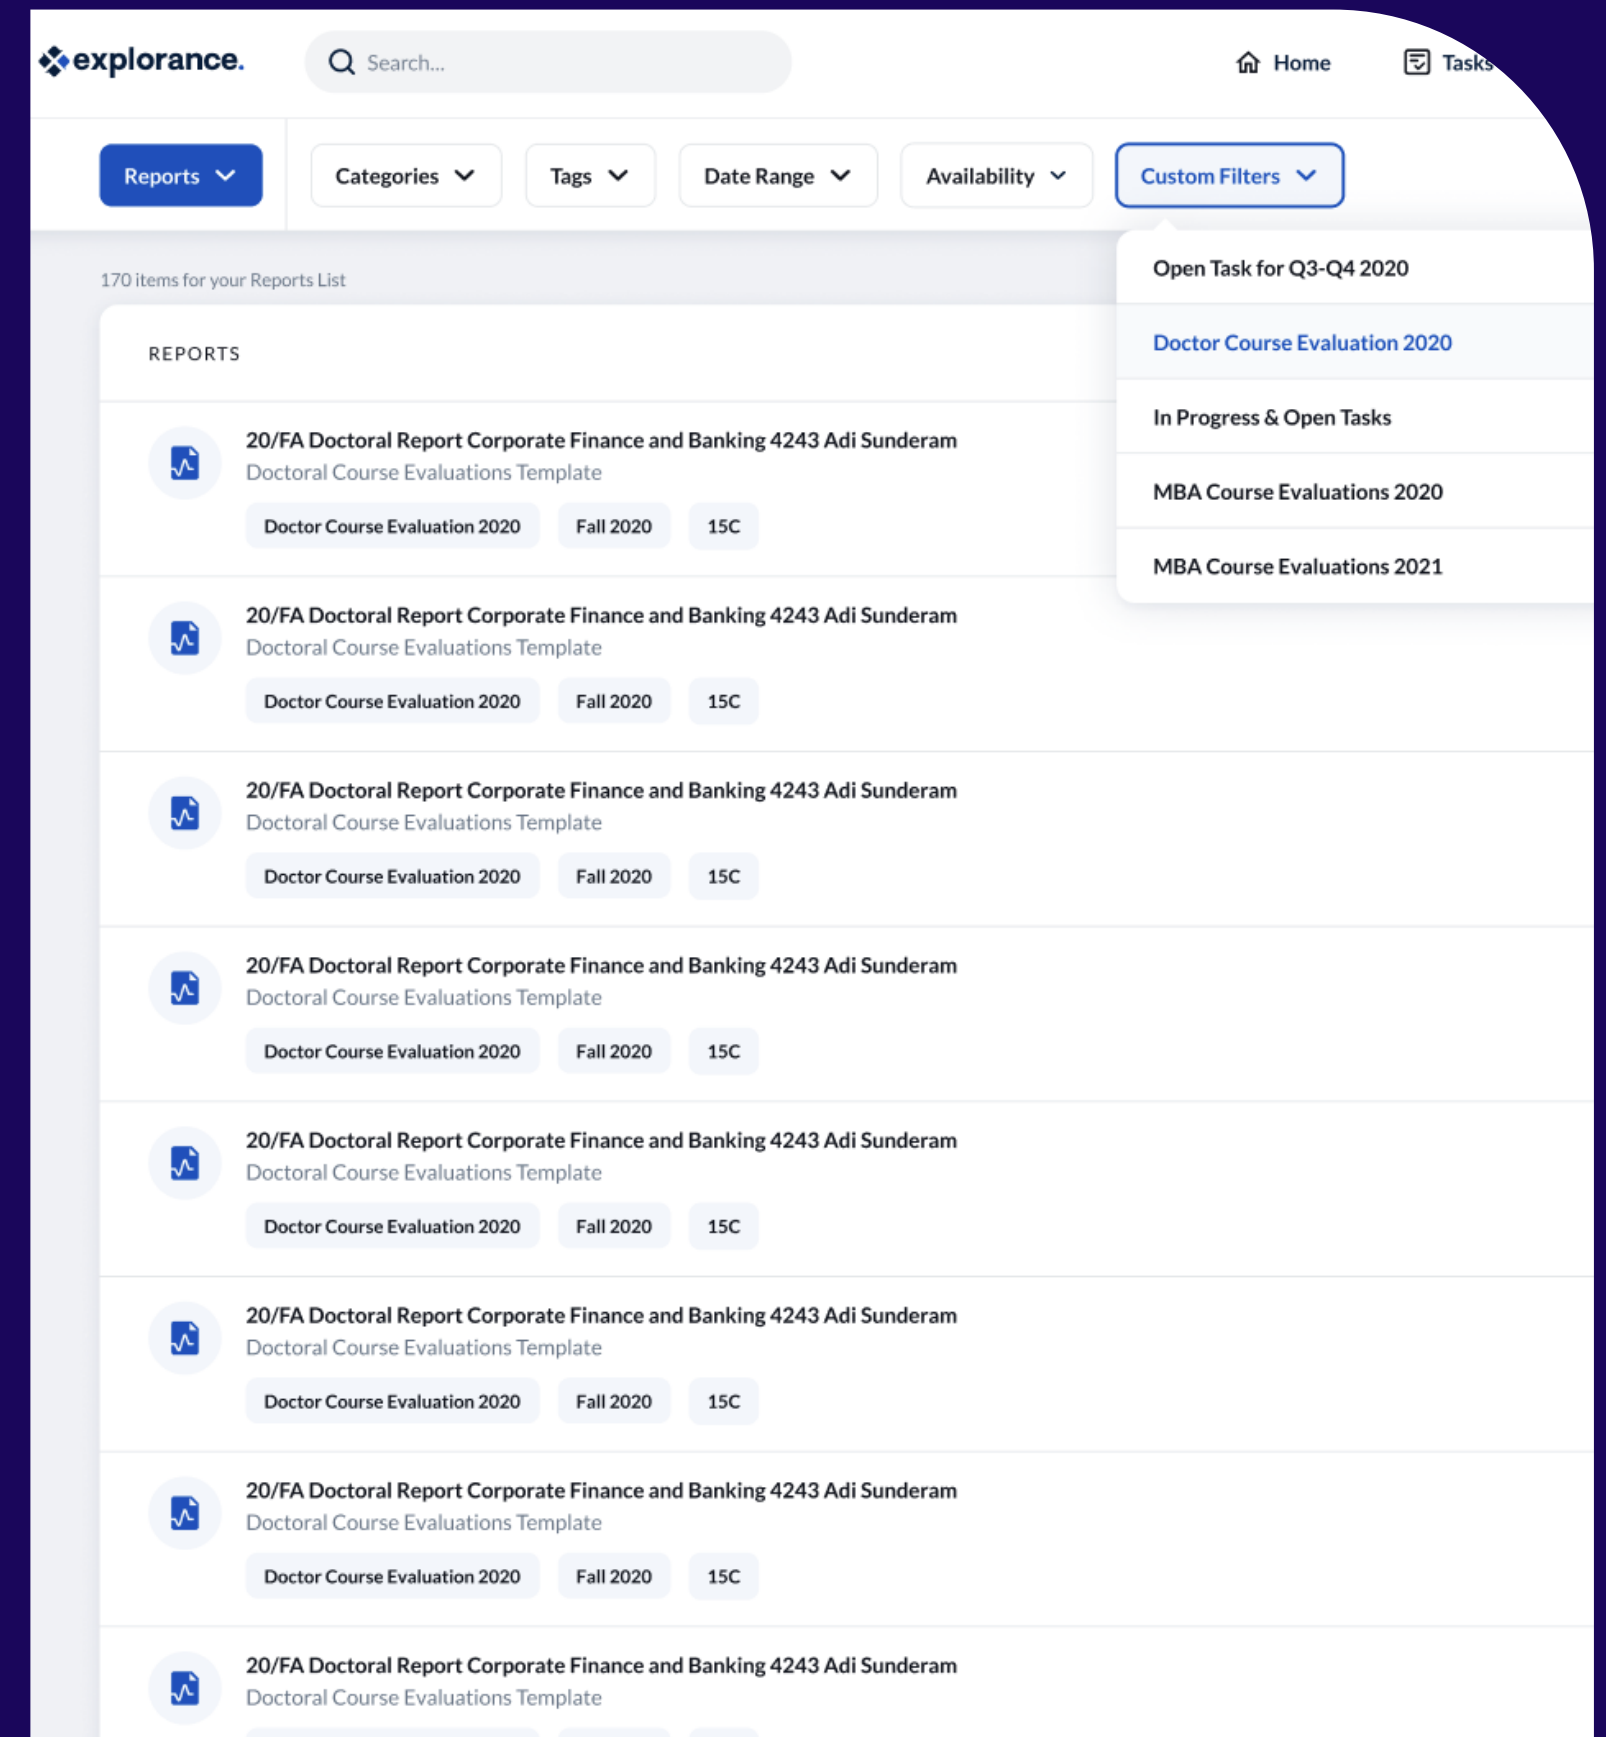 explorance.
Search...
Home
Tasks
Reports
Categories
Tags
Date Range
Availability
Custom Filters
170 items for your Reports List
Open Task for Q3-Q4 2020
Doctor Course Evaluation 2020
In Progress & Open Tasks
MBA Course Evaluations 2020
MBA Course Evaluations 2021
REPORTS
20/FA Doctoral Report Corporate Finance and Banking 4243 Adi Sunderam
Doctoral Course Evaluations Template
Doctor Course Evaluation 2020 Fall 2020 15C
20/FA Doctoral Report Corporate Finance and Banking 4243 Adi Sunderam
Doctoral Course Evaluations Template
Doctor Course Evaluation 2020 Fall 2020 15C
20/FA Doctoral Report Corporate Finance and Banking 4243 Adi Sunderam
Doctoral Course Evaluations Template
Doctor Course Evaluation 2020 Fall 2020 15C
20/FA Doctoral Report Corporate Finance and Banking 4243 Adi Sunderam
Doctoral Course Evaluations Template
Doctor Course Evaluation 2020 Fall 2020 15C
20/FA Doctoral Report Corporate Finance and Banking 4243 Adi Sunderam
Doctoral Course Evaluations Template
Doctor Course Evaluation 2020 Fall 2020 15C
20/FA Doctoral Report Corporate Finance and Banking 4243 Adi Sunderam
Doctoral Course Evaluations Template
Doctor Course Evaluation 2020 Fall 2020 15C
20/FA Doctoral Report Corporate Finance and Banking 4243 Adi Sunderam
Doctoral Course Evaluations Template
Doctor Course Evaluation 2020 Fall 2020 15C
20/FA Doctoral Report Corporate Finance and Banking 4243 Adi Sunderam
Doctoral Course Evaluations Template